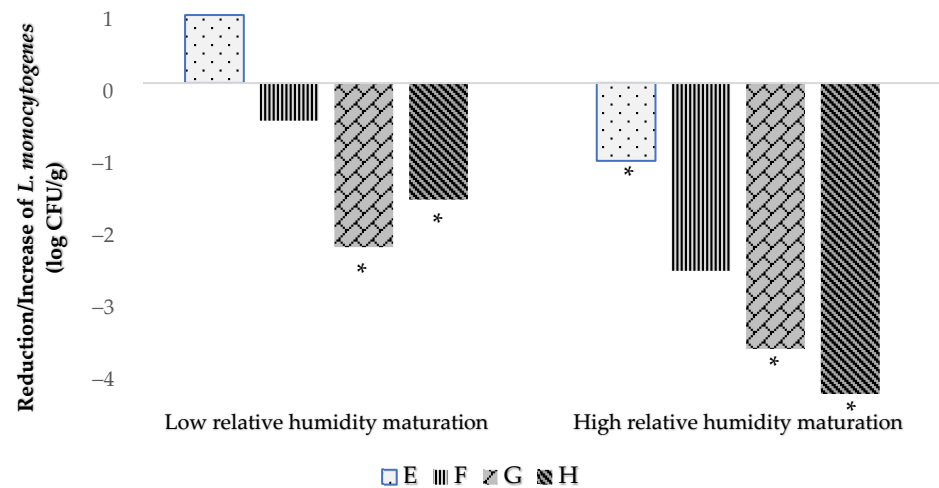 Reduction/Increase of L. monocytogenes
(log CFU/g)
1
0
−1
−2
−3
−4
*
*
*
*
*
Low relative humidity maturation
High relative humidity maturation
E F G H